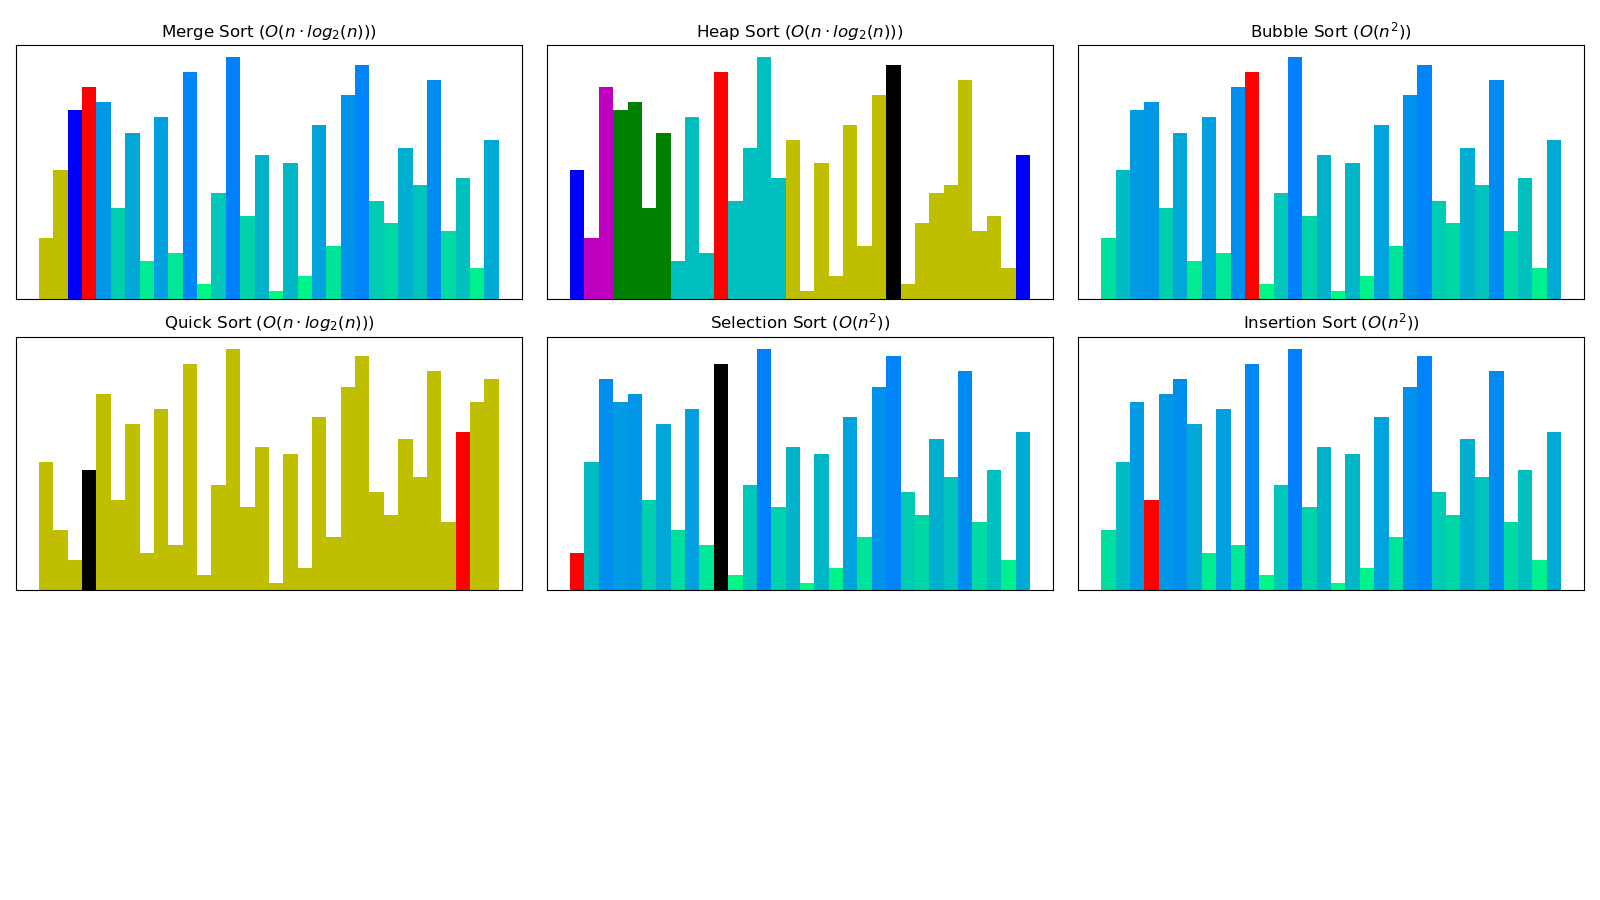 Merge Sort (O(n · log₂(n)))
Heap Sort (O(n · log₂(n)))
Bubble Sort (O(n²))
Quick Sort (O(n · log₂(n)))
Selection Sort (O(n²))
Insertion Sort (O(n²))